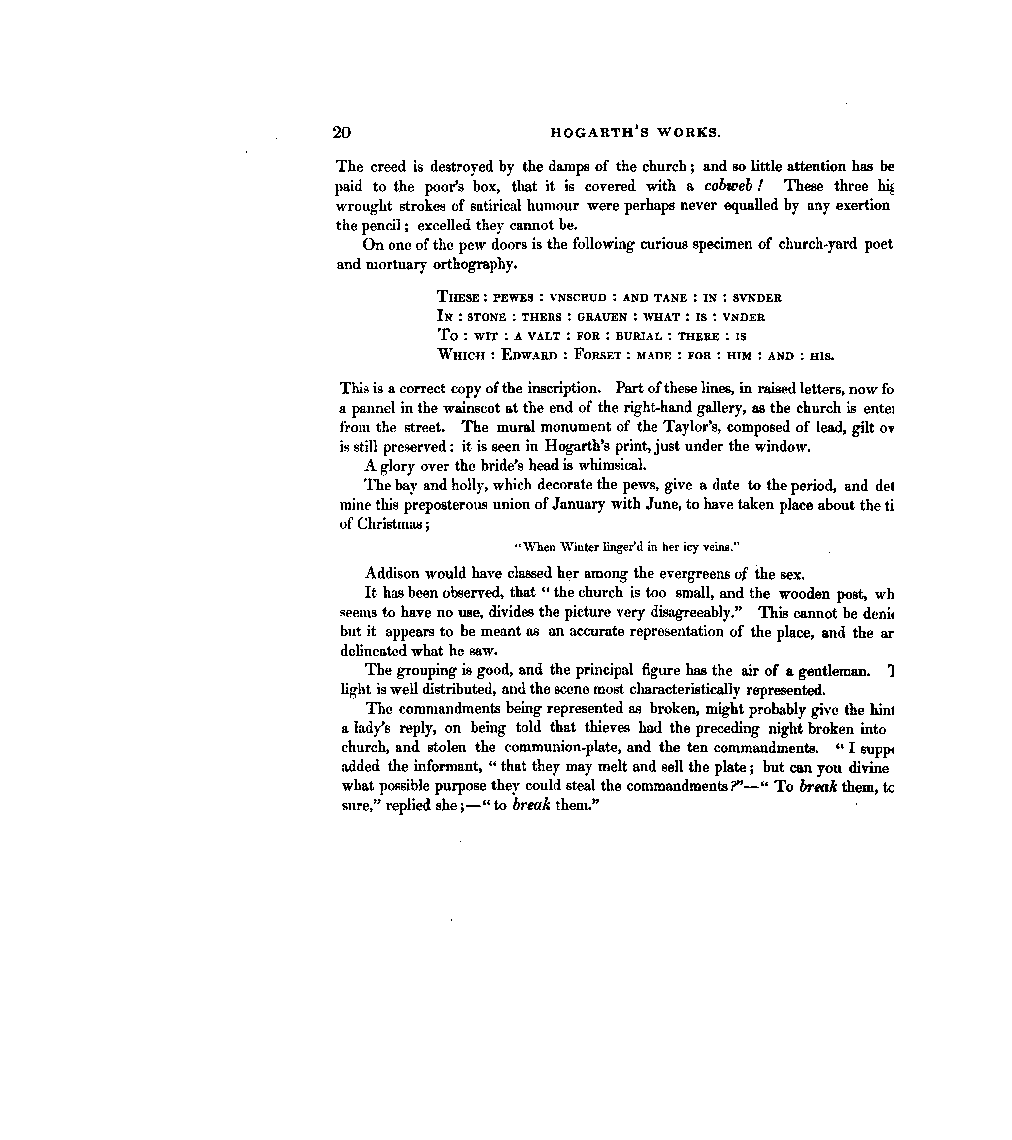 20 HOGARTH'S WORKS.
The creed is destroyed by the damps of the church; and so little attention has be
paid to the poor's box, that it is covered with a cobweb! These three hig
wrought strokes of satirical humour were perhaps never equalled by any exertion
the pencil; excelled they cannot be.
On one of the pew doors is the following curious specimen of church-yard poet
and mortuary orthography.
THESE : PEWES : VNSCRUD : AND TANE : IN : SVNDER
IN : STONE : THERS : GRAUEN : WHAT : IS : VNDER
TO : WIT : A VALT : FOR : BURIAL : THERE : IS
WHICH : EDWARD : FORSET : MADE : FOR : HIM : AND : HIS.
This is a correct copy of the inscription. Part of these lines, in raised letters, now fo
a pannel in the wainscot at the end of the right-hand gallery, as the church is enter
from the street. The mural monument of the Taylor's, composed of lead, gilt ov
is still preserved: it is seen in Hogarth's print, just under the window.
A glory over the bride's head is whimsical.
The bay and holly, which decorate the pews, give a date to the period, and det
mine this preposterous union of January with June, to have taken place about the ti
of Christmas;
"When Winter linger'd in her icy veins."
Addison would have classed her among the evergreens of the sex.
It has been observed, that "the church is too small, and the wooden post, wh
seems to have no use, divides the picture very disagreeably." This cannot be denie
but it appears to be meant as an accurate representation of the place, and the ar
delineated what he saw.
The grouping is good, and the principal figure has the air of a gentleman.
light is well distributed, and the scene most characteristically represented.
The commandments being represented as broken, might probably give the hint
a lady's reply, on being told that thieves had the preceding night broken into
church, and stolen the communion-plate, and the ten commandments. "I suppo
added the informant, "that they may melt and sell the plate; but can you divine
what possible purpose they could steal the commandments?"—"To break them, to
sure," replied she;—"to break them."